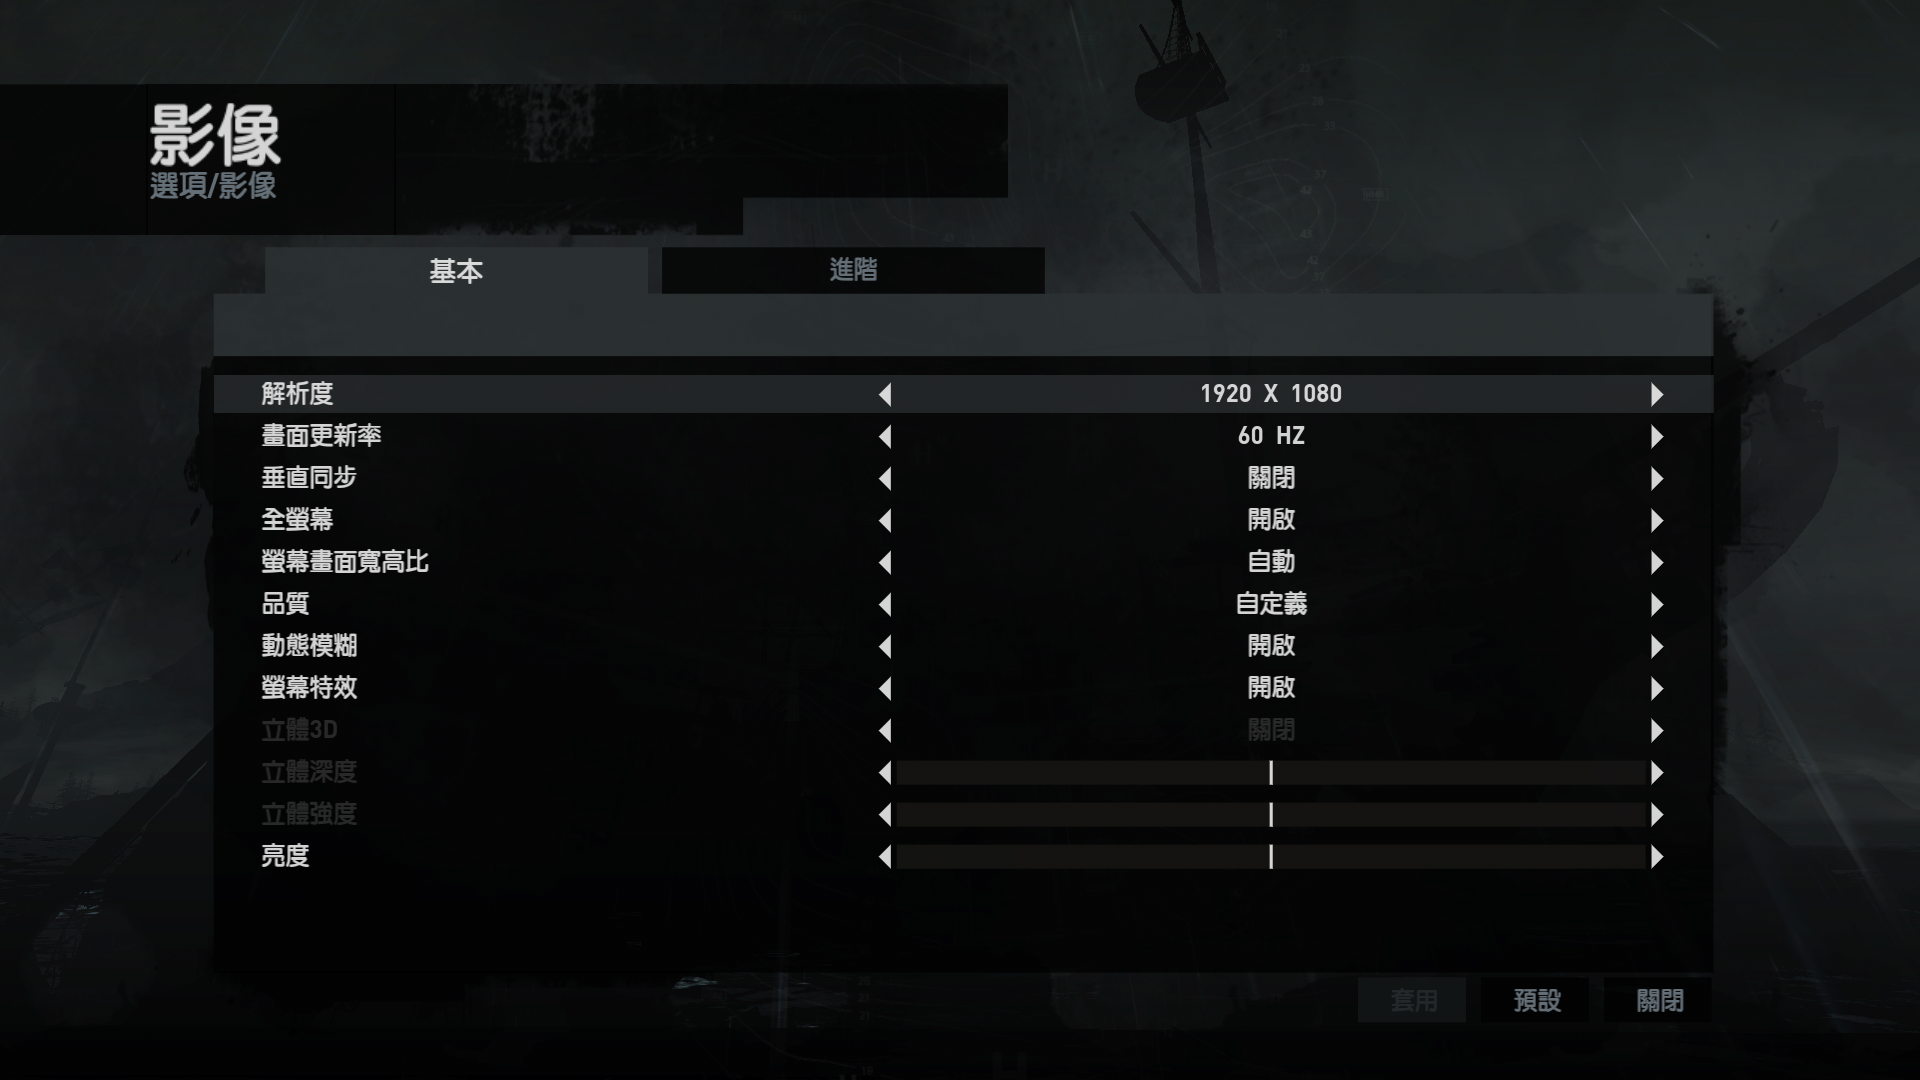 影像
選項/影像
基本
進階
解析度 1920 X 1080
畫面更新率 60 HZ
垂直同步 關閉
全螢幕 開啟
螢幕畫面寬高比 自動
品質 自定義
動態模糊 開啟
螢幕特效 開啟
立體3D 關閉
立體深度
立體強度
亮度
套用 預設 關閉